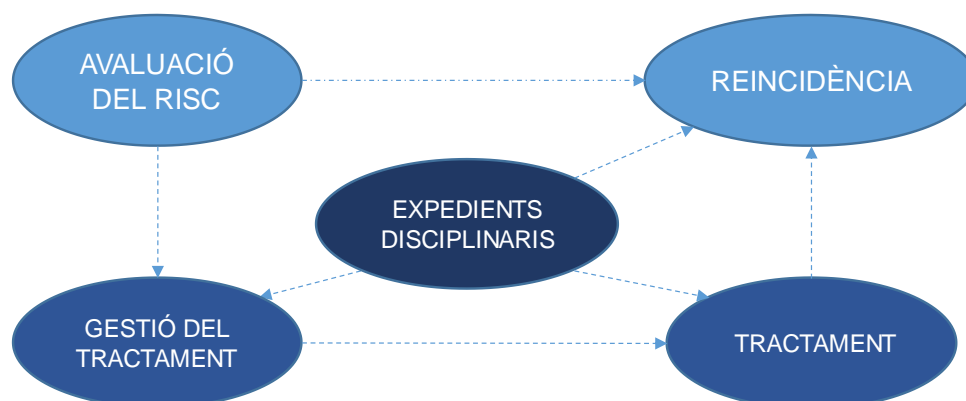 AVALUACIÓ
DEL RISC
REINCIDÈNCIA
EXPEDIENTS
DISCIPLINARIS
GESTIÓ DEL
TRACTAMENT
TRACTAMENT